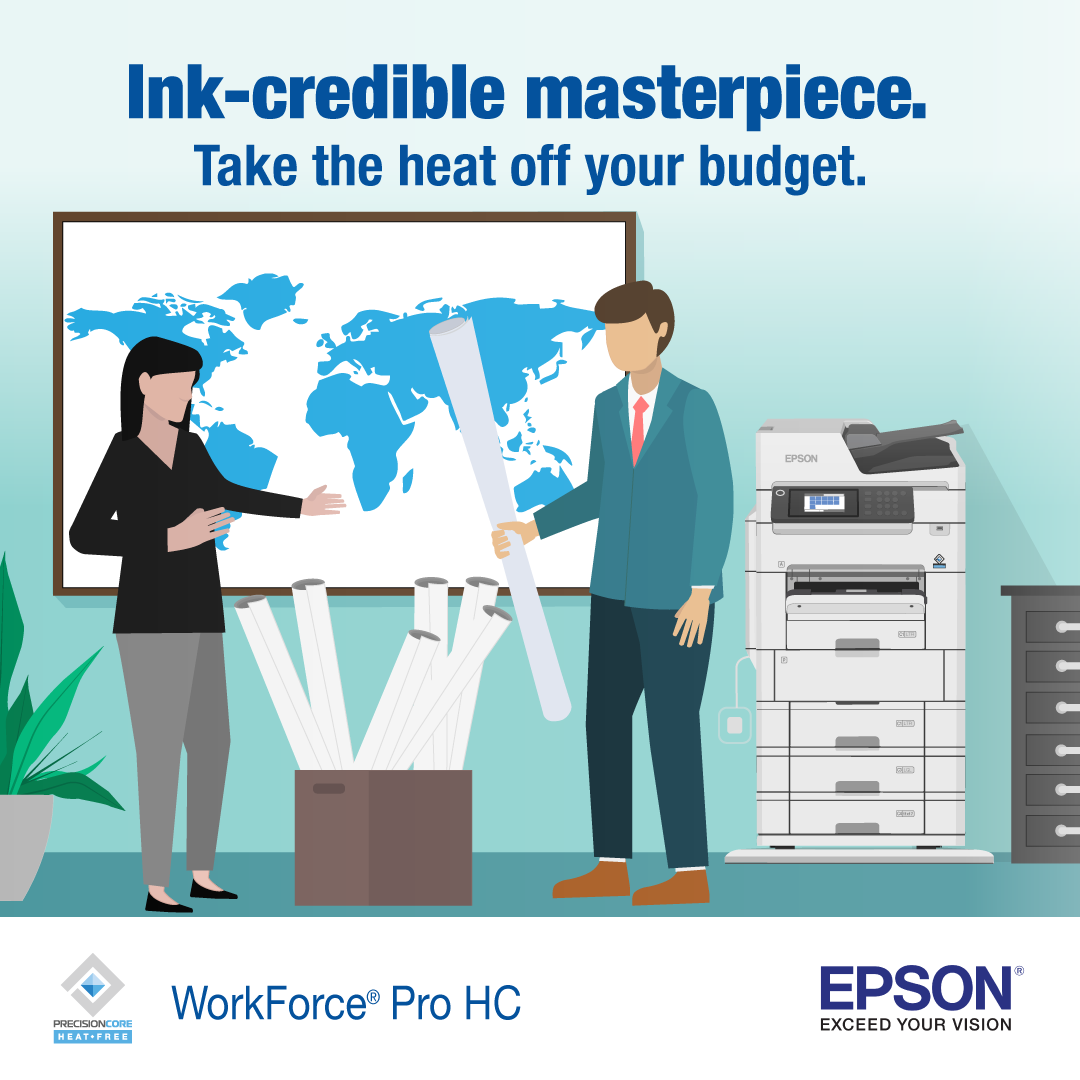 Ink-credible masterpiece.
Take the heat off your budget.
EPSON
A
WorkForce® Pro HC
PRECISIONCORE
HEAT•FREE
EPSON®
EXCEED YOUR VISION